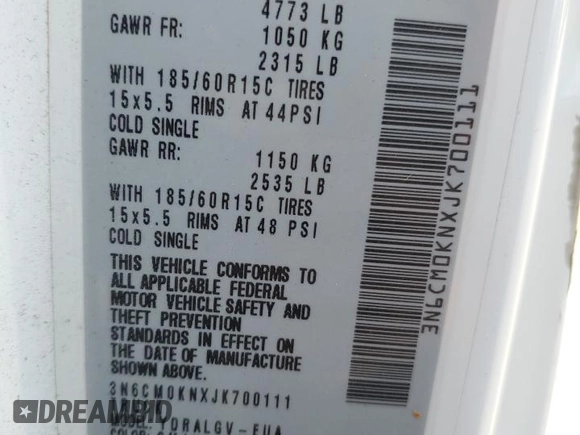 4773 LB
GAWR FR: 1050 KG
2315 LB
WITH 185/60R15C TIRES
15x5.5 RIMS AT 44PSI
COLD SINGLE
GAWR RR: 1150 KG
2535 LB
WITH 185/60R15C TIRES
15x5.5 RIMS AT 48 PSI
COLD SINGLE
THIS VEHICLE CONFORMS TO
ALL APPLICABLE FEDERAL
MOTOR VEHICLE SAFETY AND
THEFT PREVENTION
STANDARDS IN EFFECT ON
THE DATE OF MANUFACTURE
SHOWN ABOVE.
3N6CM0KNXJK700111
YDRALGV-EUA
3N6CM0KNXJK700111
DREAMBID